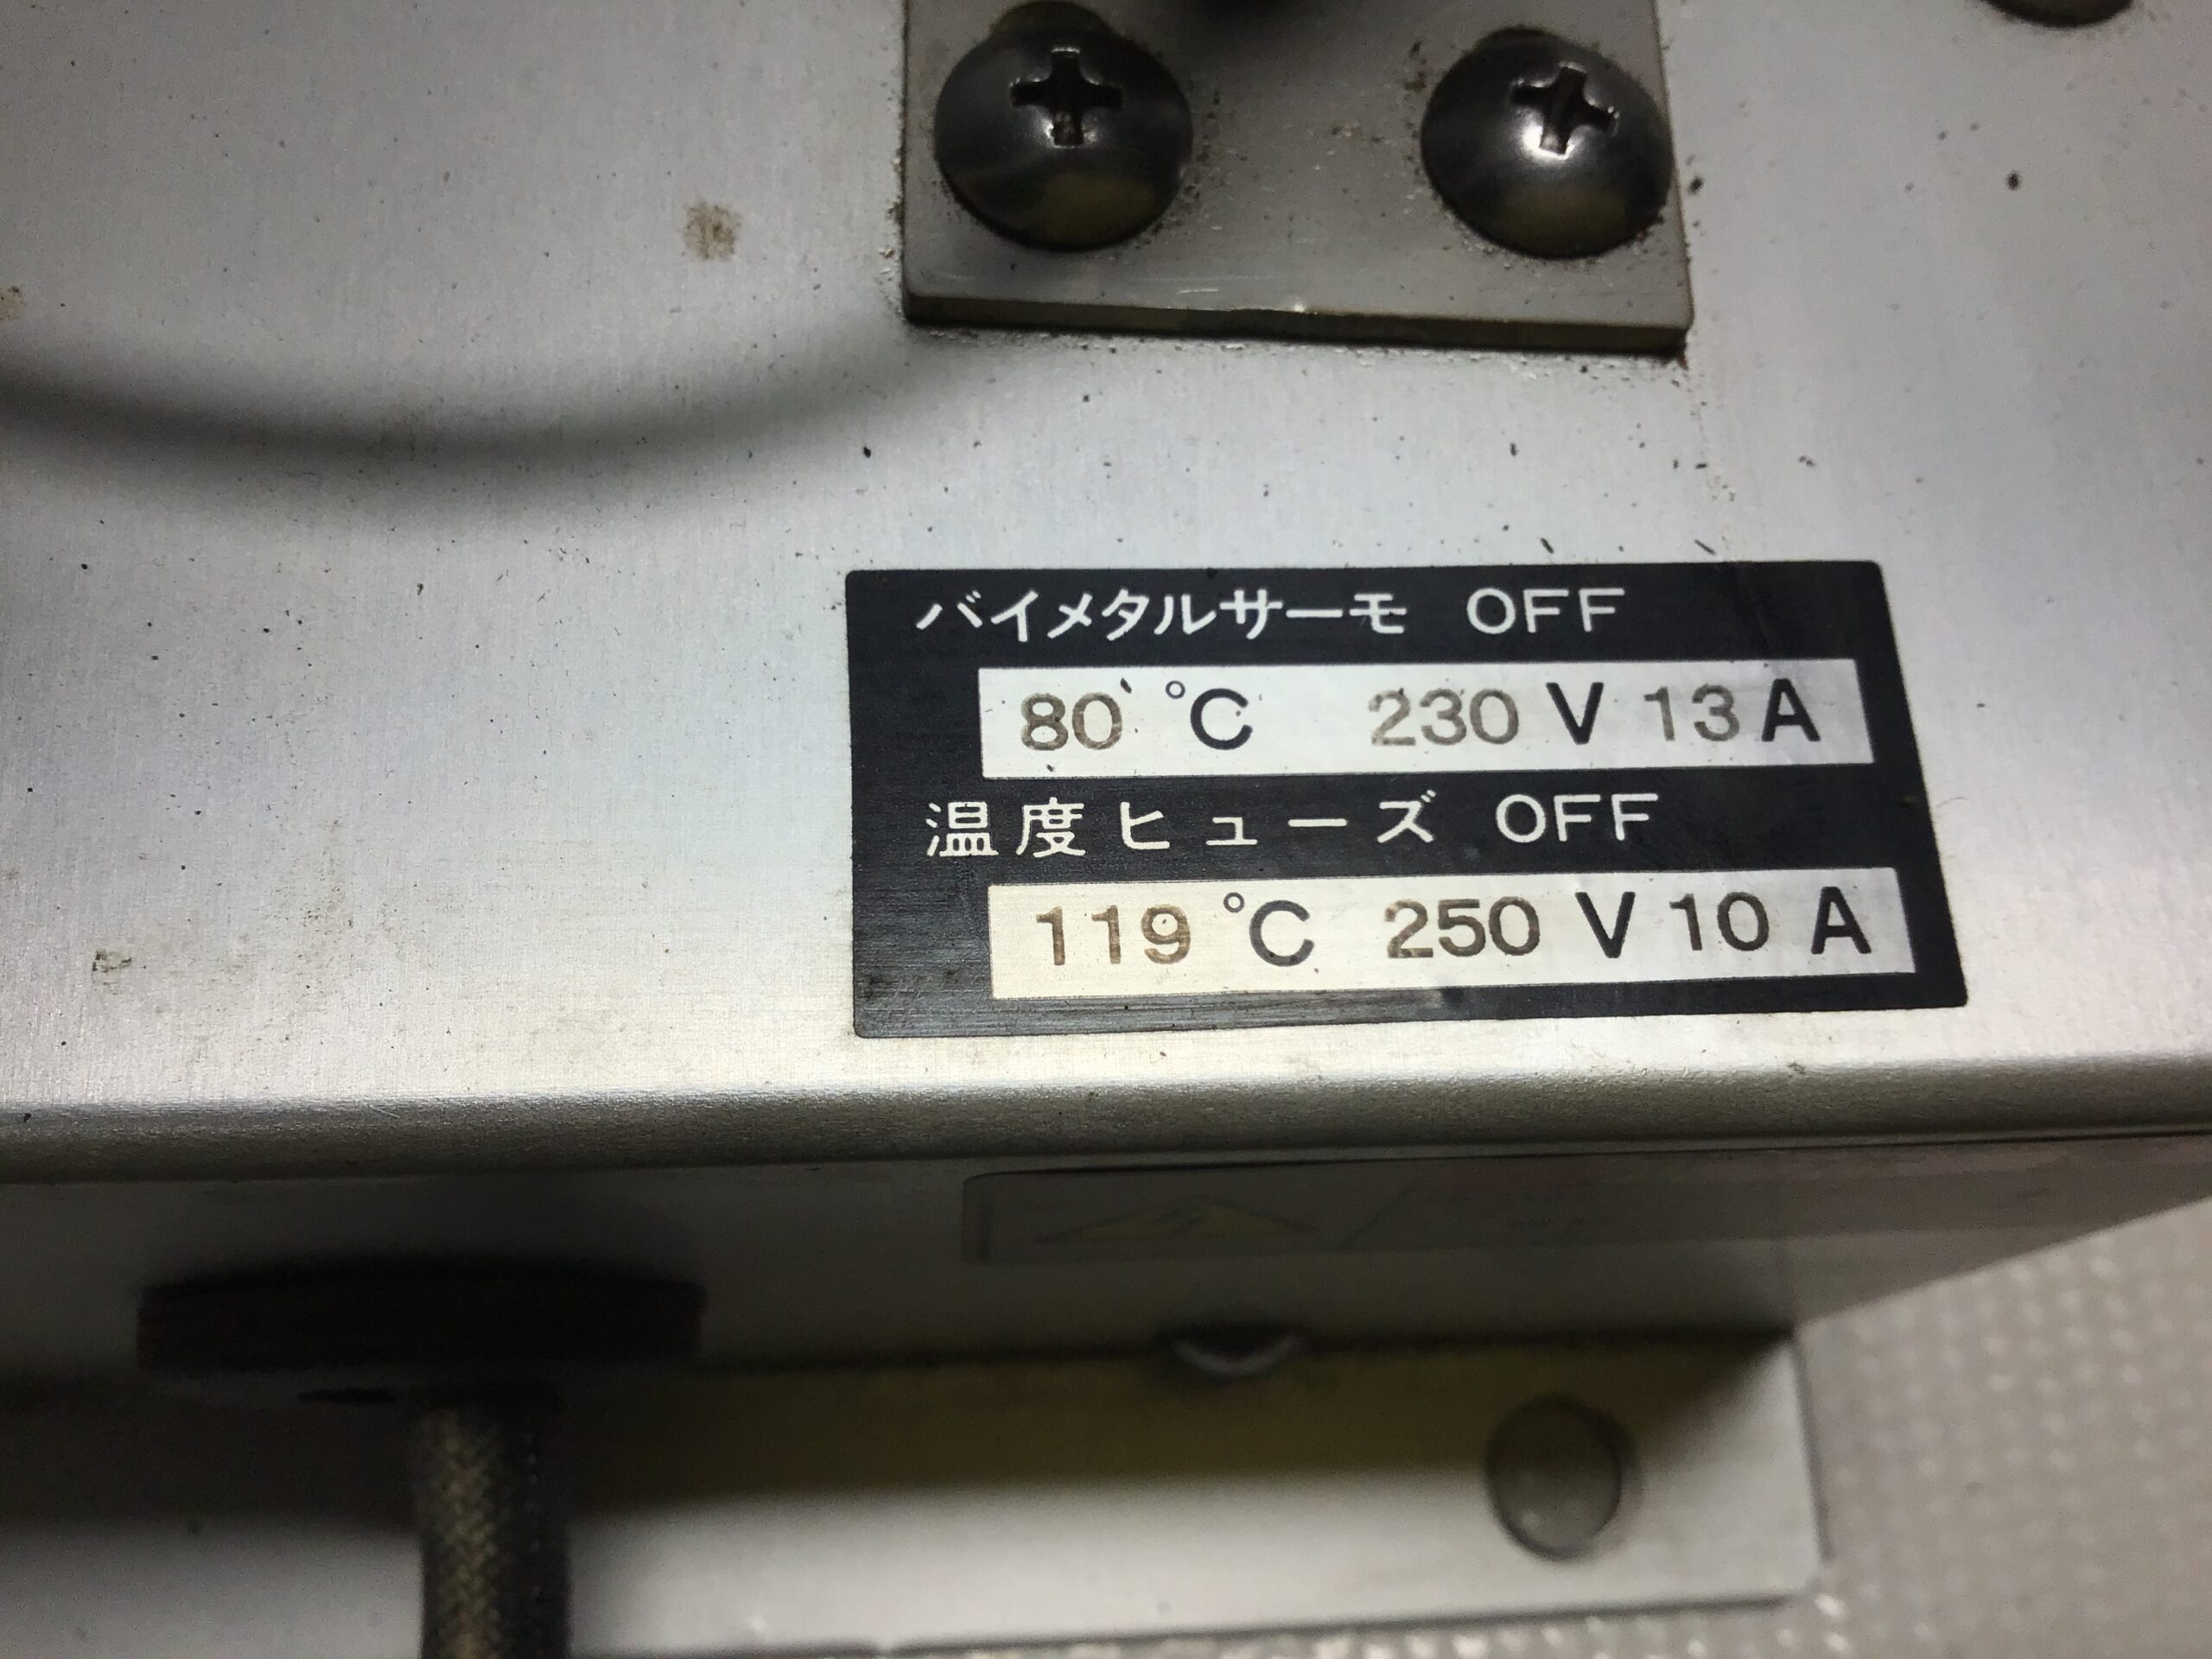 バイメタルサーモ OFF
80 °C 230 V 13 A
温度ヒューズ OFF
119 °C 250 V 10 A